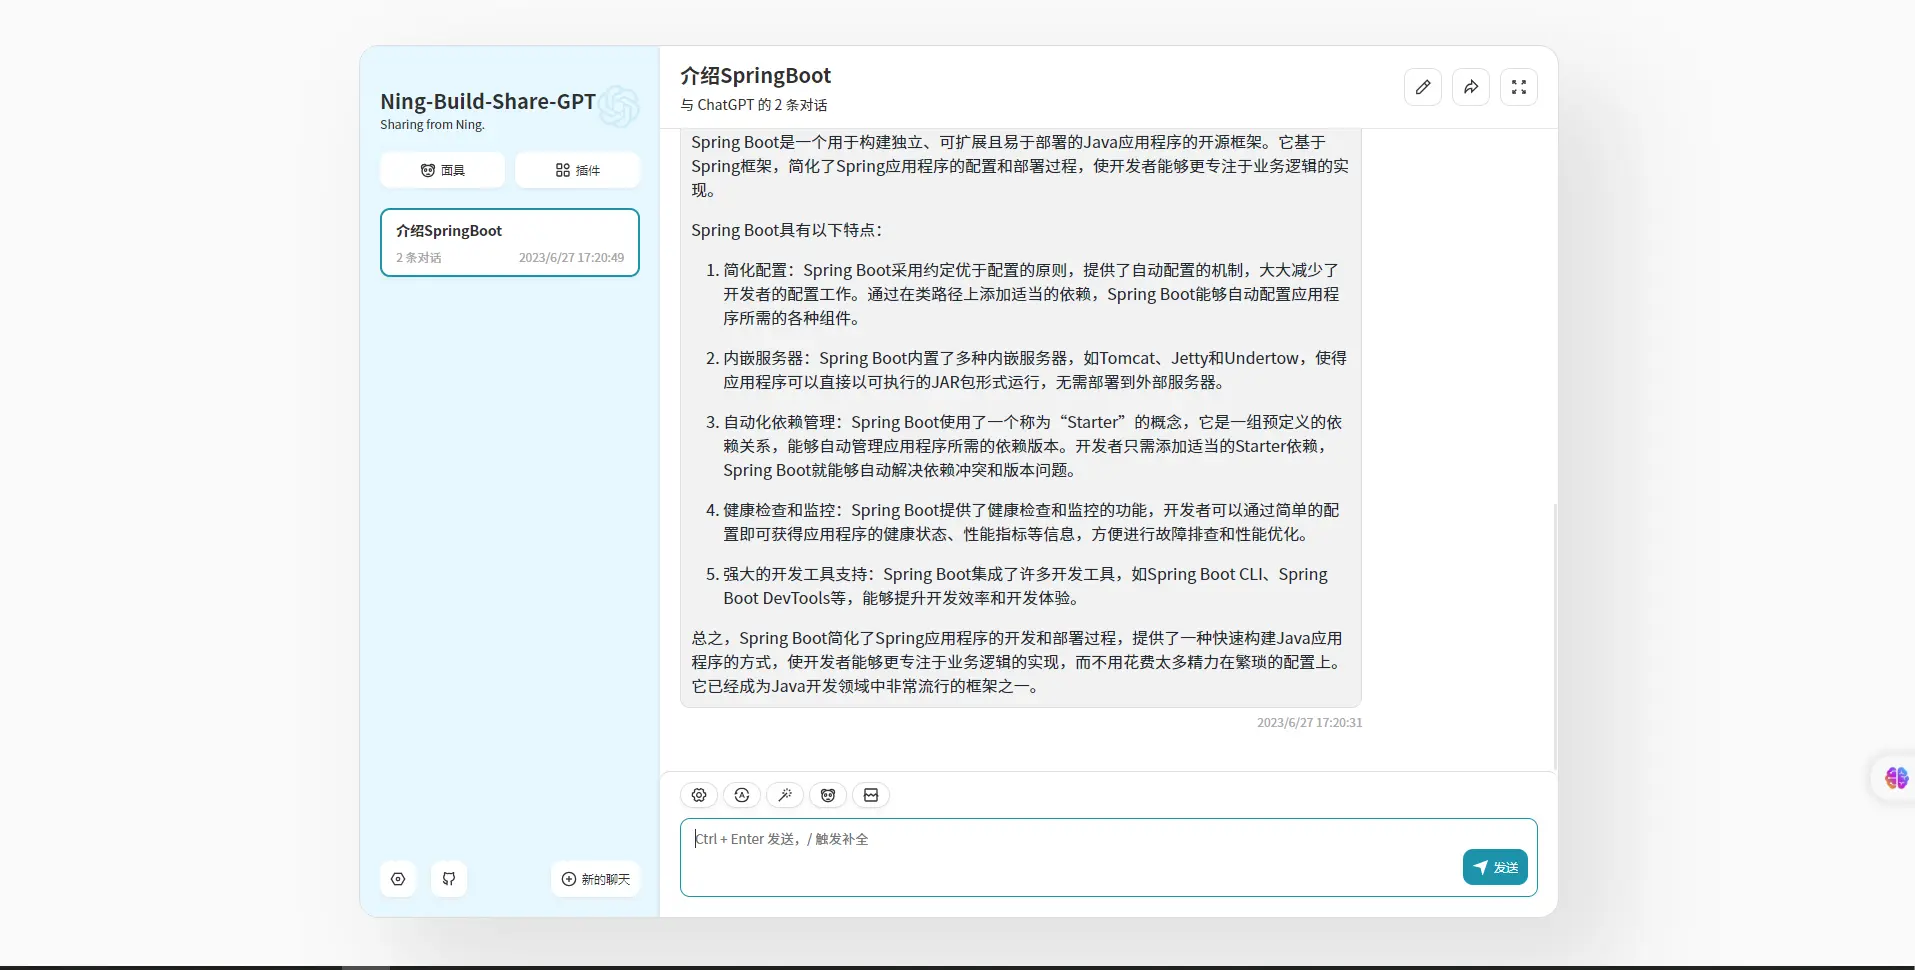 Ning-Build-Share-GPT
Sharing from Ning.
面具
插件
介绍SpringBoot
2 条对话
2023/6/27 17:20:49
新的聊天
介绍SpringBoot
与 ChatGPT 的 2 条对话
Spring Boot是一个用于构建独立、可扩展且易于部署的Java应用程序的开源框架。它基于
Spring框架，简化了Spring应用程序的配置和部署过程，使开发者能够更专注于业务逻辑的实
现。
Spring Boot具有以下特点：
1. 简化配置：Spring Boot采用约定优于配置的原则，提供了自动配置的机制，大大减少了
开发者的配置工作。通过在类路径上添加适当的依赖，Spring Boot能够自动配置应用程
序所需的各种组件。
2. 内嵌服务器：Spring Boot内置了多种内嵌服务器，如Tomcat、Jetty和Undertow，使得
应用程序可以直接以可执行的JAR包形式运行，无需部署到外部服务器。
3. 自动化依赖管理：Spring Boot使用了一个称为“Starter”的概念，它是一组预定义的依
赖关系，能够自动管理应用程序所需的依赖版本。开发者只需添加适当的Starter依赖，
Spring Boot就能够自动解决依赖冲突和版本问题。
4. 健康检查和监控：Spring Boot提供了健康检查和监控的功能，开发者可以通过简单的配
置即可获得应用程序的健康状态、性能指标等信息，方便进行故障排查和性能优化。
5. 强大的开发工具支持：Spring Boot集成了许多开发工具，如Spring Boot CLI、Spring
Boot DevTools等，能够提升开发效率和开发体验。
总之，Spring Boot简化了Spring应用程序的开发和部署过程，提供了一种快速构建Java应用
程序的方式，使开发者能够更专注于业务逻辑的实现，而不用花费太多精力在繁琐的配置上。
它已经成为Java开发领域中非常流行的框架之一。
2023/6/27 17:20:31
Ctrl + Enter 发送，/ 触发补全
发送